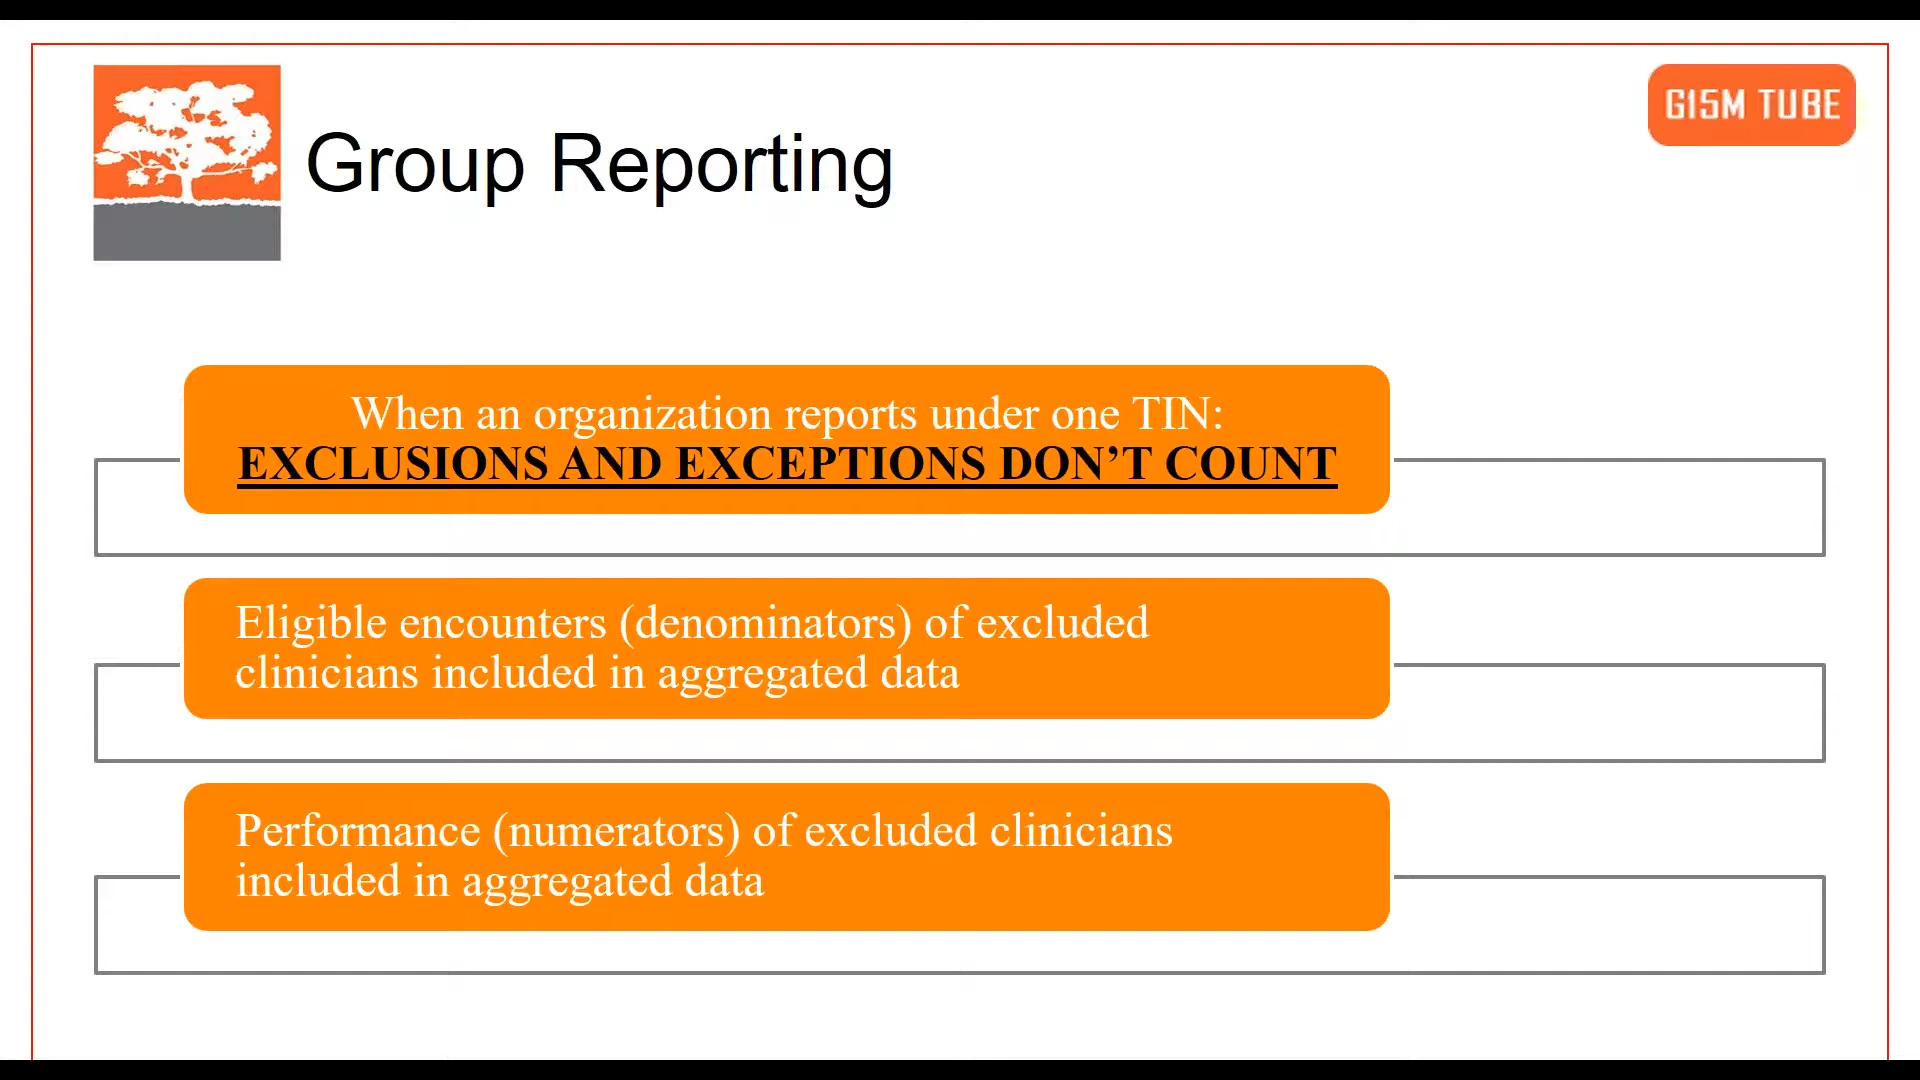 G15M TUBE
Group Reporting
When an organization reports under one TIN:
EXCLUSIONS AND EXCEPTIONS DON’T COUNT
Eligible encounters (denominators) of excluded
clinicians included in aggregated data
Performance (numerators) of excluded clinicians
included in aggregated data